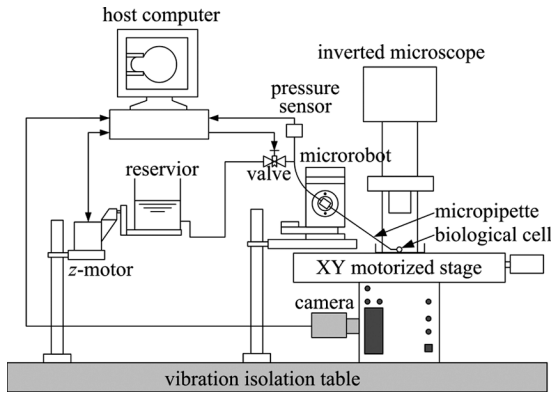 host computer
inverted microscope
pressure
sensor
reservior
valve
microrobot
micropipette
biological cell
z-motor
XY motorized stage
camera
vibration isolation table